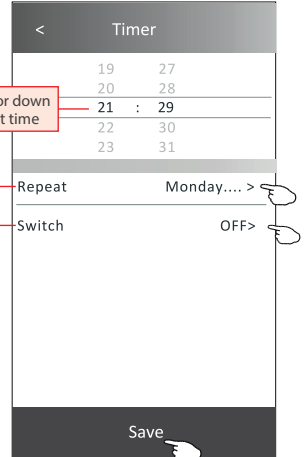 < Timer
19 27
20 28
or down
21 : 29
t time
22 30
23 31
Repeat Monday.... >
Switch OFF>
Save